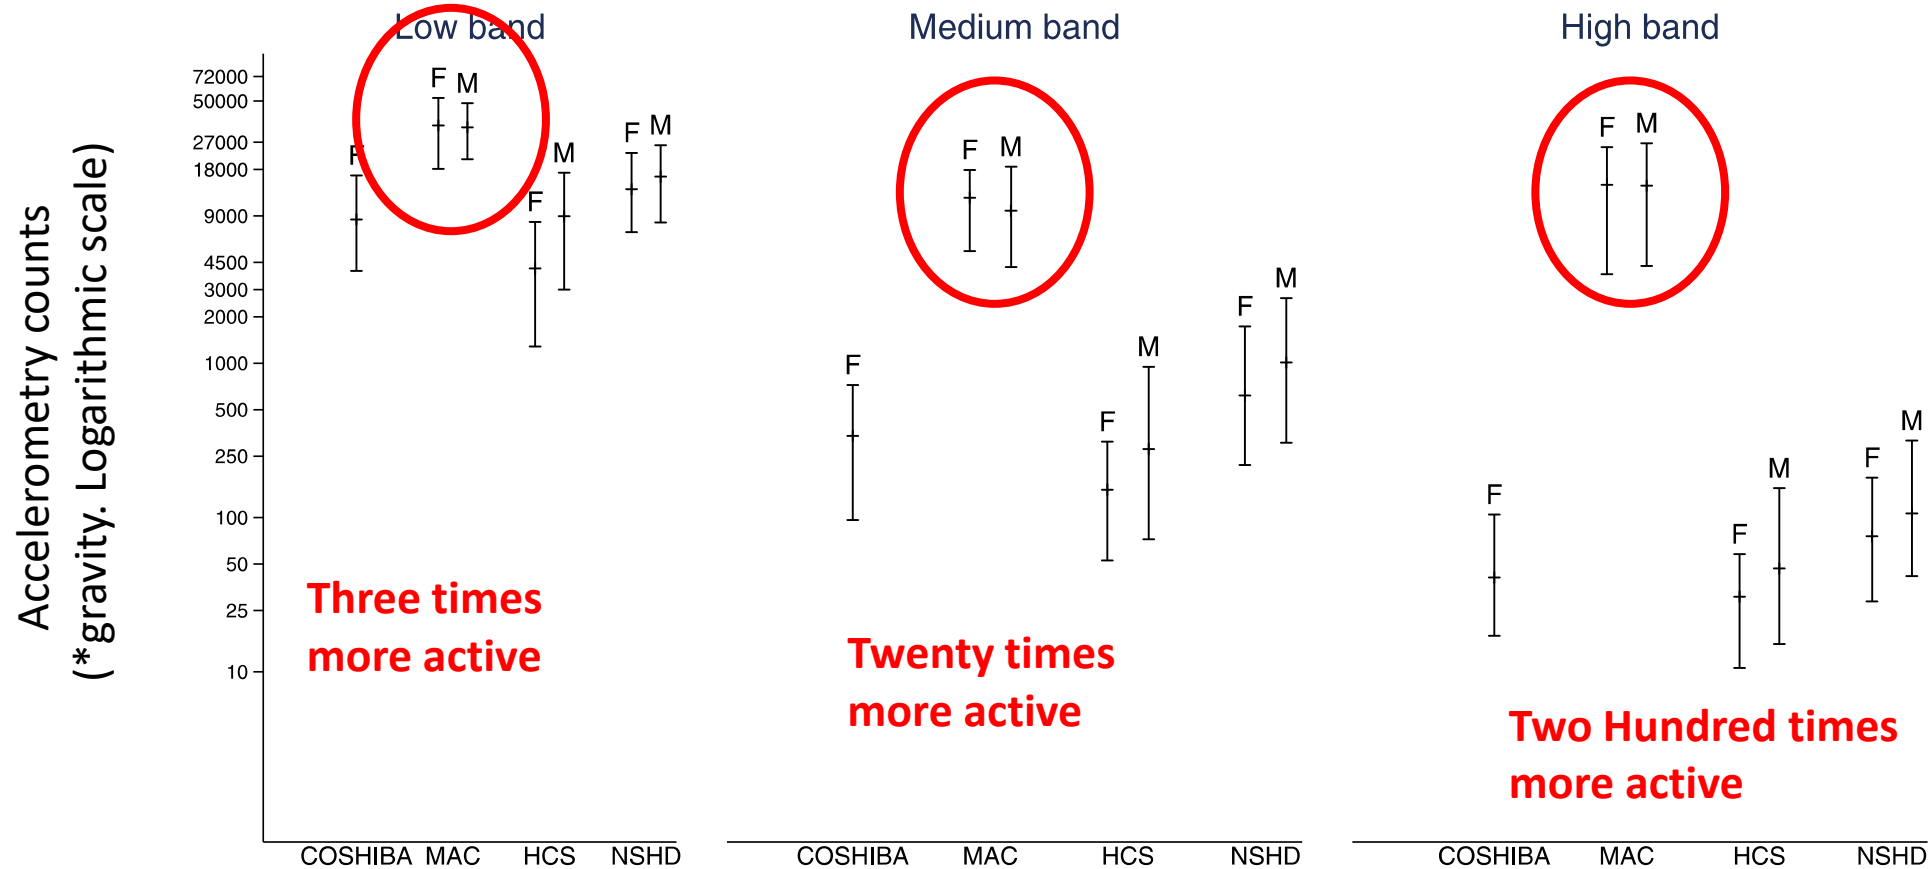 Low band
Medium band
High band
Accelerometry counts
(*gravity. Logarithmic scale)
72000
50000
27000
18000
9000
4500
3000
2000
1000
500
250
100
50
25
10
F
F M
F M
F M
F
F M
F M
F M
F
F M
F M
F M
Three times
more active
Twenty times
more active
Two Hundred times
more active
COSHIBA MAC HCS NSHD
COSHIBA MAC HCS NSHD
COSHIBA MAC HCS NSHD